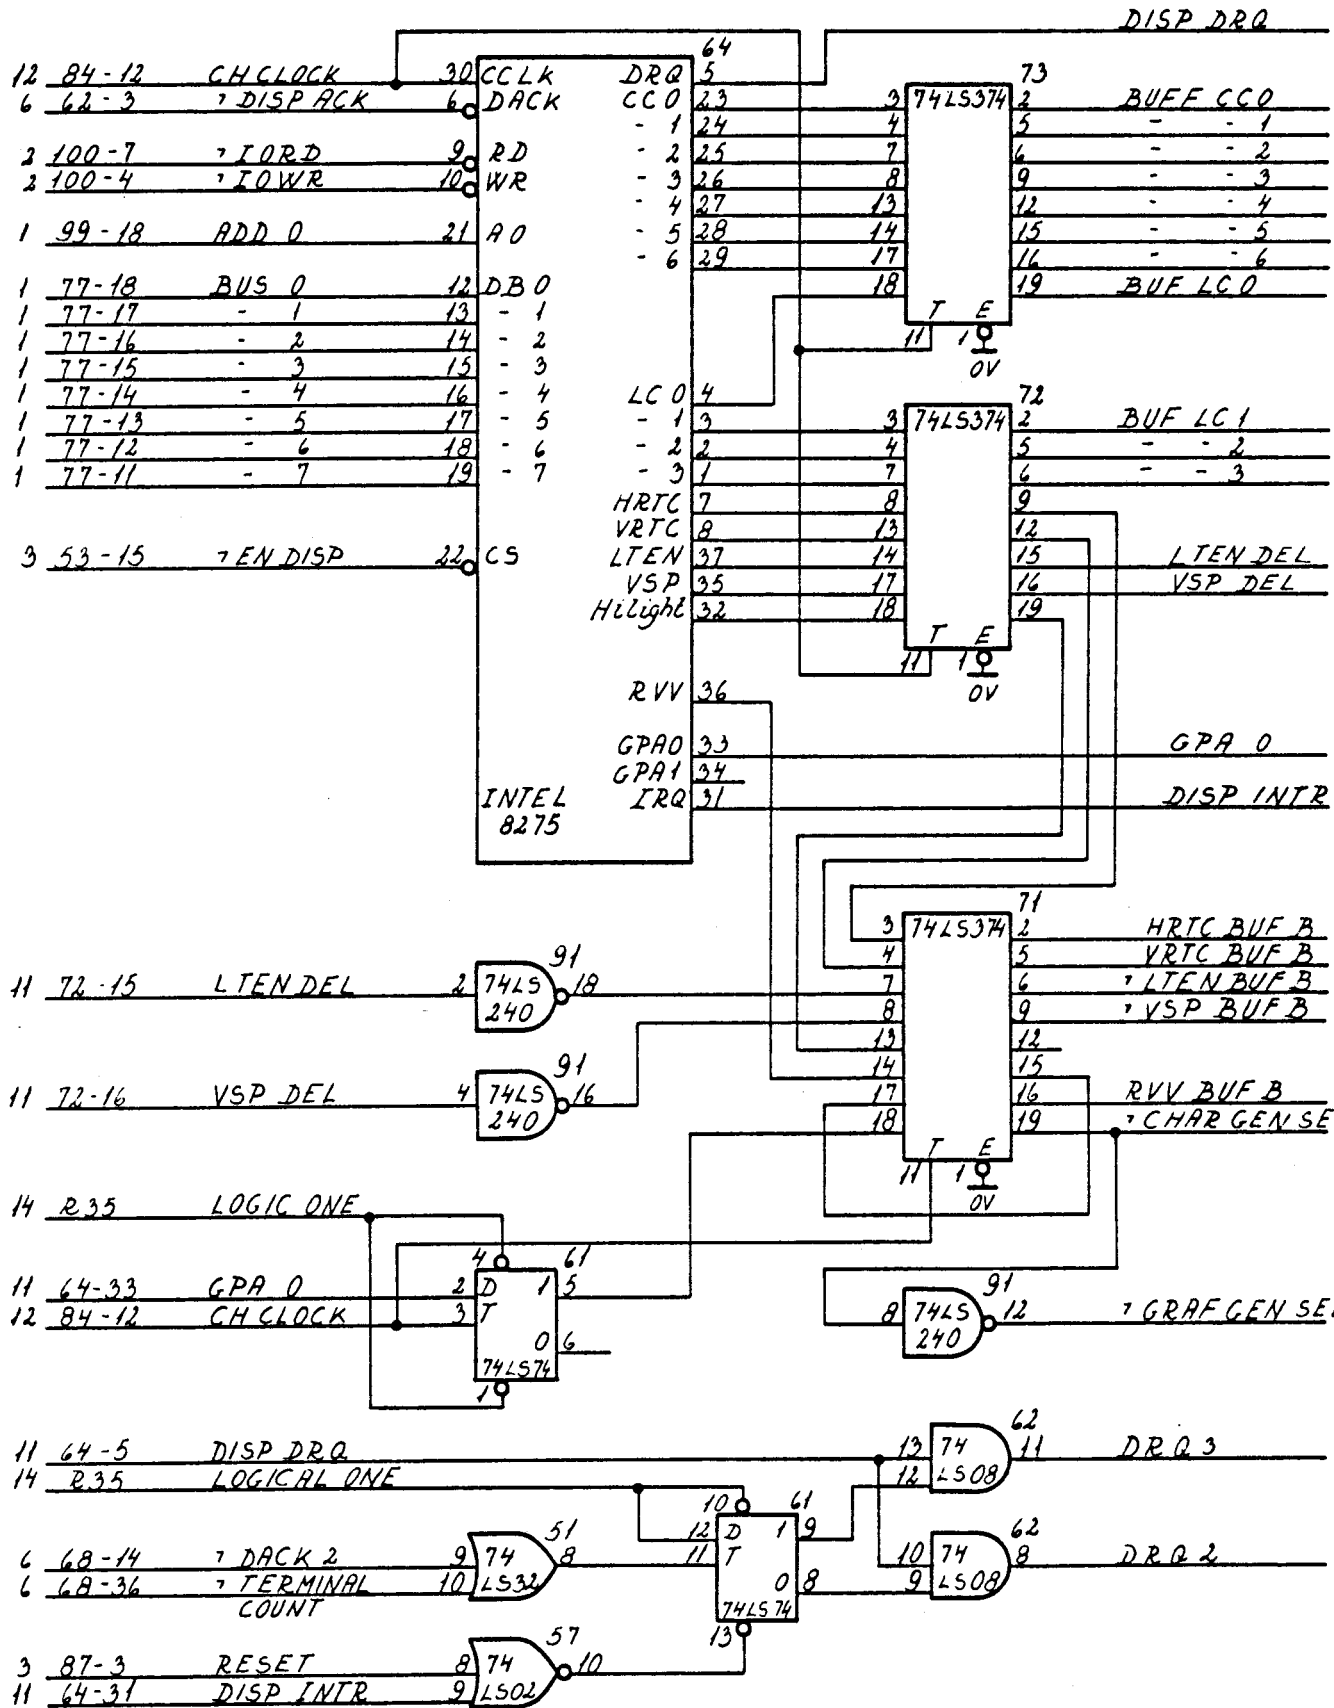 DISP DRQ
64
12 84-12 CH CLOCK 30 CCLK DRQ 5
73
6 62-3 ¬ DISP ACK 6 DACK CC0 23 3 74LS374 2 BUFF CC0
- 1 24 4 5 - - 1
2 100-7 ¬ IORD 9 RD - 2 25 7 6 - - 2
2 100-4 ¬ IOWR 10 WR - 3 26 8 9 - - 3
- 4 27 13 12 - - 4
1 99-18 ADD 0 21 A0 - 5 28 14 15 - - 5
- 6 29 17 16 - - 6
1 77-18 BUS 0 12 DB0 18 19 BUF LC0
1 77-17 - 1 13 - 1 T E
1 77-16 - 2 14 - 2 11 1
1 77-15 - 3 15 - 3 0V
1 77-14 - 4 16 - 4 LC 0 4 72
1 77-13 - 5 17 - 5 - 1 3 3 74LS374 2 BUF LC 1
1 77-12 - 6 18 - 6 - 2 2 4 5 - - 2
1 77-11 - 7 19 - 7 - 3 1 7 6 - - 3
HRTC 7 8 9
VRTC 8 13 12
3 53-15 ¬ EN DISP 22 CS LTEN 37 14 15 LTEN DEL
VSP 35 17 16 VSP DEL
Hilight 32 18 19
T E
11 1
0V
RVV 36
GPA0 33 GPA 0
GPA1 34
INTEL IRQ 31 DISP INTR
8275
71
3 74LS374 2 HRTC BUF B
4 5 VRTC BUF B
91
11 72-15 LTEN DEL 2 74LS 18 7 6 ¬ LTEN BUF B
240 8 9 ¬ VSP BUF B
13 12
91
14 15
11 72-16 VSP DEL 4 74LS 16 17 16 RVV BUF B
240 18 19 ¬ CHAR GEN SE
T E
11 1
0V
14 R35 LOGIC ONE
4 61
11 64-33 GPA 0 2 D 1 5
91
12 84-12 CH CLOCK 3 T 8 74LS 12 ¬ GRAF GEN SE
240
0 6
74LS74
1
62
11 64-5 DISP DRQ 13 74 11 DRQ 3
14 R35 LOGICAL ONE 12 LS08
10 61
12 D 1 9
51 62
6 68-14 ¬ DACK 2 9 74 8 11 T 10 74 8 DRQ 2
6 68-36 ¬ TERMINAL 10 LS32 0 8 9 LS08
COUNT 74LS74
13
57
3 87-3 RESET 8 74 10
11 64-31 DISP INTR 9 LS02